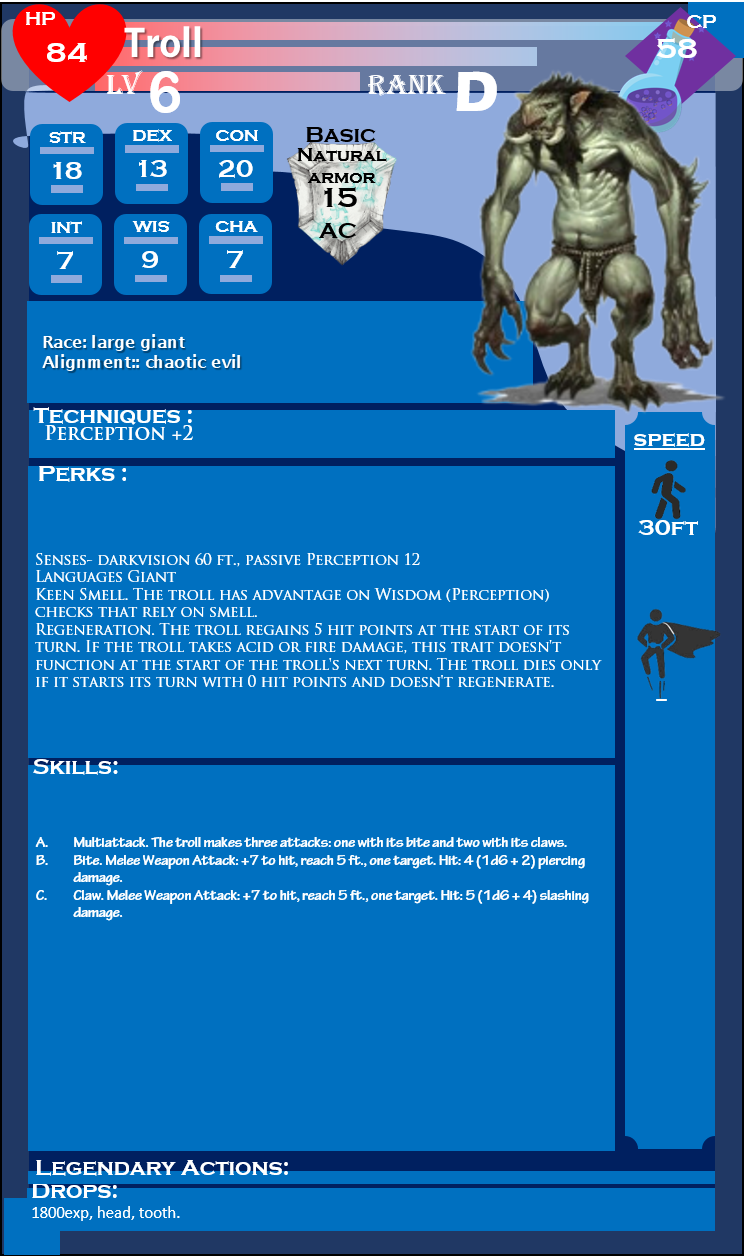 HP
84
Troll
CP
58
LV 6
RANK D
STR
18
DEX
13
CON
20
INT
7
WIS
9
CHA
7
Basic
Natural
armor
15
AC
Race: large giant
Alignment:: chaotic evil
Techniques :
Perception +2
Perks :
Senses- darkvision 60 ft., passive Perception 12
Languages Giant
Keen Smell. The troll has advantage on Wisdom (Perception)
checks that rely on smell.
Regeneration. The troll regains 5 hit points at the start of its
turn. If the troll takes acid or fire damage, this trait doesn't
function at the start of the troll's next turn. The troll dies only
if it starts its turn with 0 hit points and doesn't regenerate.
SPEED
30FT
_
Skills:
A. Multiattack. The troll makes three attacks: one with its bite and two with its claws.
B. Bite. Melee Weapon Attack: +7 to hit, reach 5 ft., one target. Hit: 4 (1d6 + 2) piercing
damage.
C. Claw. Melee Weapon Attack: +7 to hit, reach 5 ft., one target. Hit: 5 (1d6 + 4) slashing
damage.
Legendary Actions:
Drops:
1800exp, head, tooth.